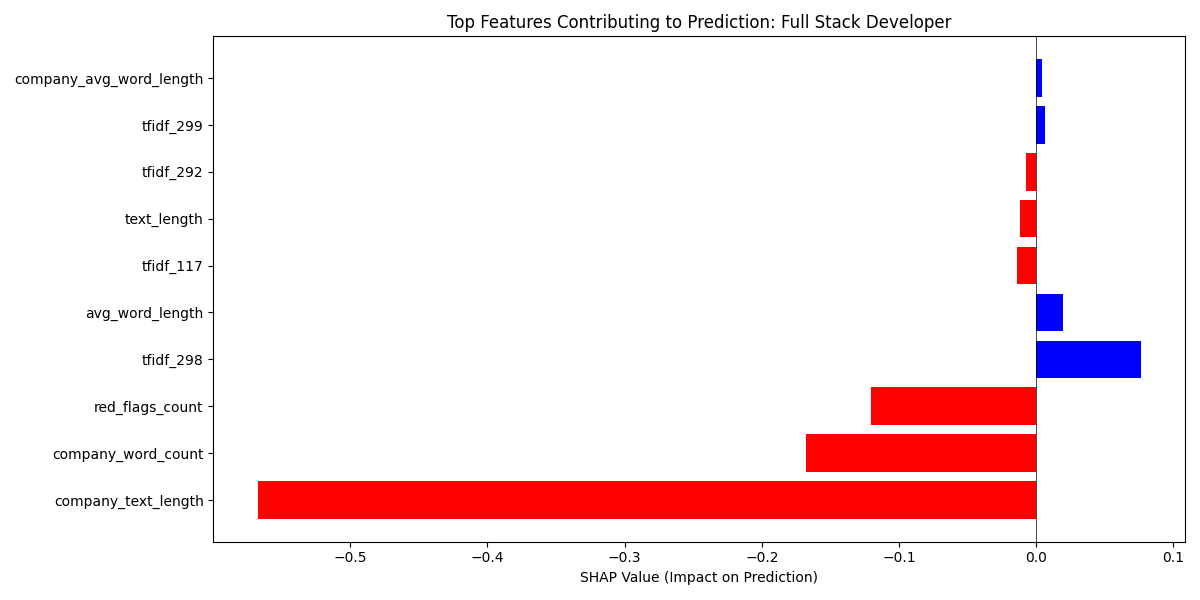 Top Features Contributing to Prediction: Full Stack Developer
company_avg_word_length
tfidf_299
tfidf_292
text_length
tfidf_117
avg_word_length
tfidf_298
red_flags_count
company_word_count
company_text_length
−0.5 −0.4 −0.3 −0.2 −0.1 0.0 0.1
SHAP Value (Impact on Prediction)